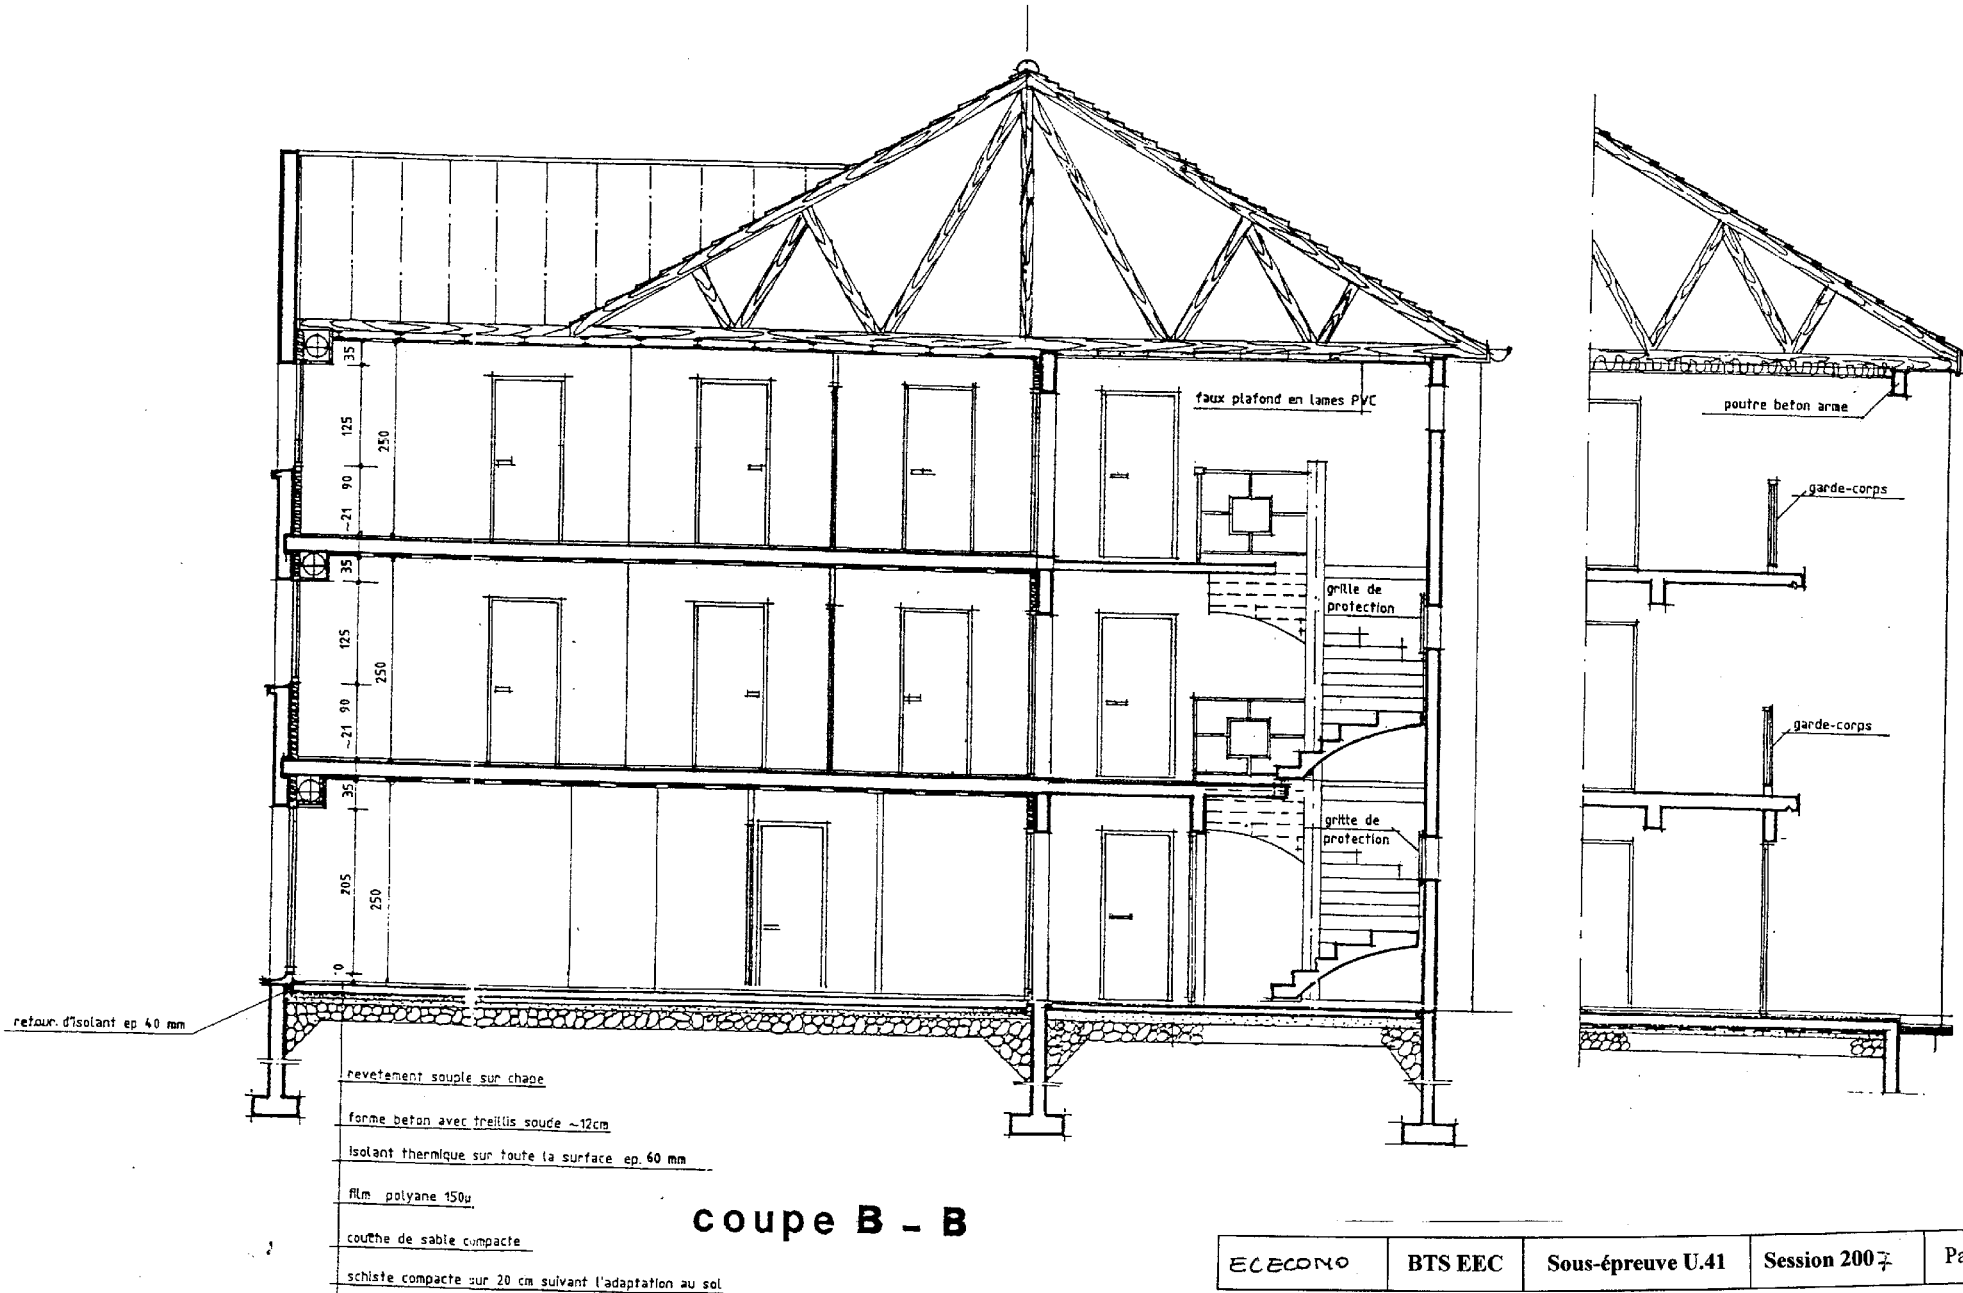 35
125
250
90
~21
faux plafond en lames PVC
poutre beton arme
garde-corps
35
125
250
90
~21
grille de
protection
garde-corps
35
205
250
gritte de
protection
retour d'isolant ep 40 mm
revetement souple sur chape
forme beton avec treillis soude ~12cm
isolant thermique sur toute la surface ep. 60 mm
film polyane 150µ
couche de sable compacte
schiste compacte sur 20 cm suivant l'adaptation au sol
coupe B - B
ECECOMO
BTS EEC
Sous-épreuve U.41
Session 2007
Pa